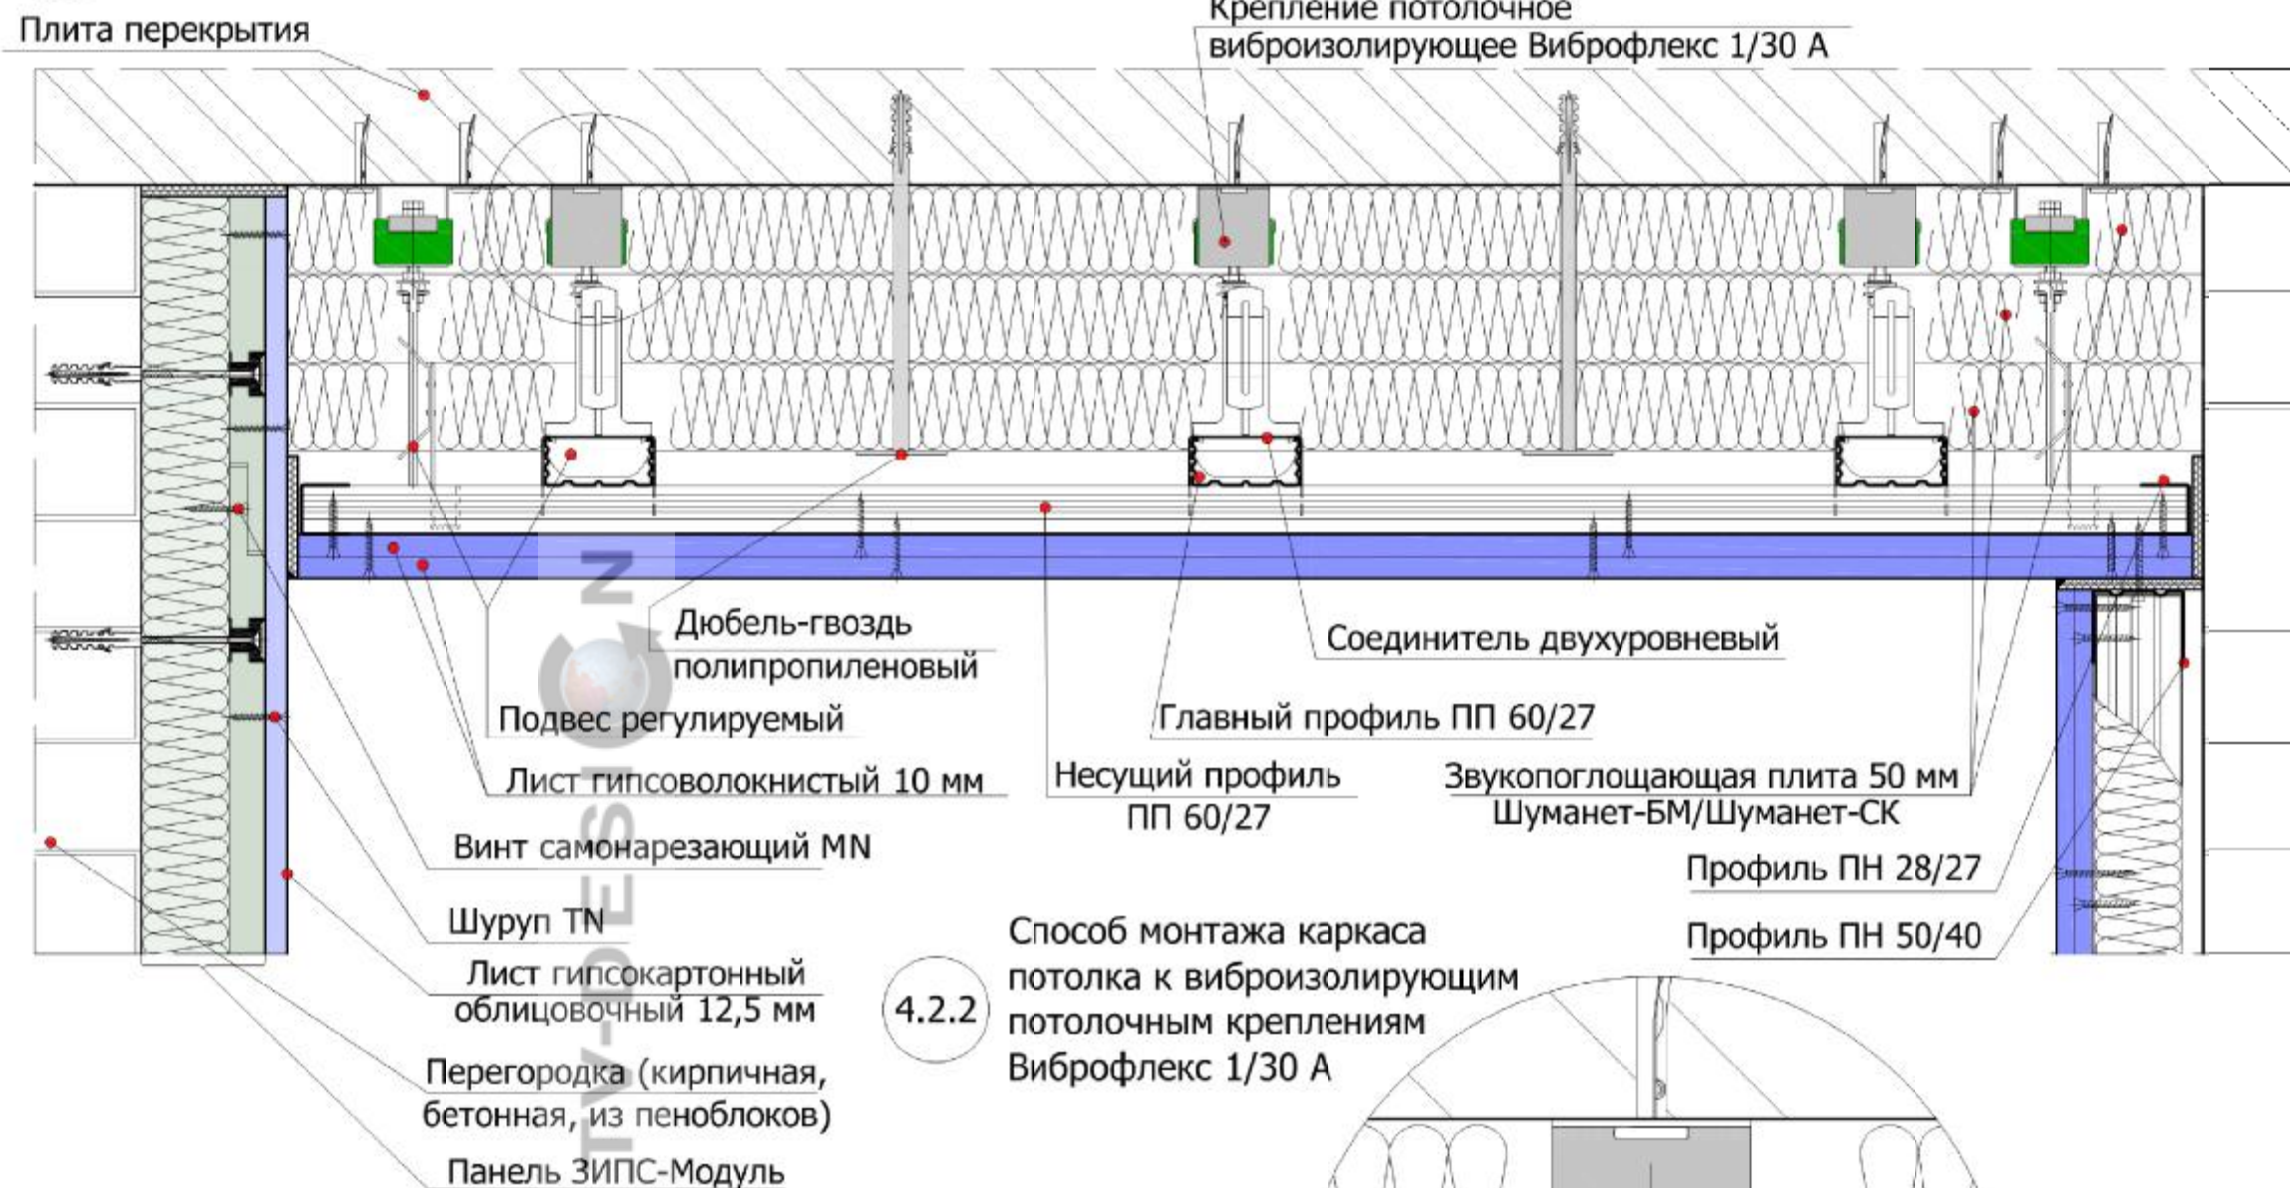 Плита перекрытия
Крепление потолочное
виброизолирующее Виброфлекс 1/30 А
Дюбель-гвоздь
полипропиленовый
Соединитель двухуровневый
Подвес регулируемый
Главный профиль ПП 60/27
Лист гипсоволокнистый 10 мм
Несущий профиль
ПП 60/27
Звукопоглощающая плита 50 мм
Шуманет-БМ/Шуманет-СК
Винт самонарезающий MN
Профиль ПН 28/27
Шуруп TN
Профиль ПН 50/40
Лист гипсокартонный
облицовочный 12,5 мм
4.2.2
Способ монтажа каркаса
потолка к виброизолирующим
потолочным креплениям
Виброфлекс 1/30 А
Перегородка (кирпичная,
бетонная, из пеноблоков)
Панель ЗИПС-Модуль
TV-DESIGN